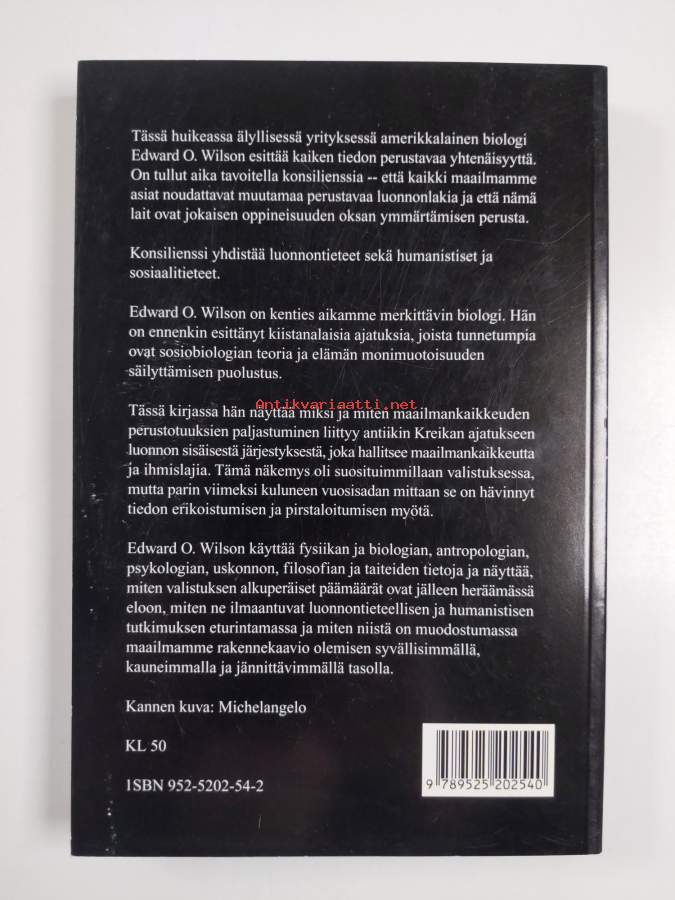 Tässä huikeassa älyllisessä yrityksessä amerikkalainen biologi
Edward O. Wilson esittää kaiken tiedon perustavaa yhtenäisyyttä.
On tullut aika tavoitella konsilienssia -- että kaikki maailmamme
asiat noudattavat muutamaa perustavaa luonnonlakia ja että nämä
lait ovat jokaisen oppineisuuden oksan ymmärtämisen perusta.
Konsilienssi yhdistää luonnontieteet sekä humanistiset ja
sosiaalitieteet.
Edward O. Wilson on kenties aikamme merkittävin biologi. Hän
on ennenkin esittänyt kiistanalaisia ajatuksia, joista tunnetumpia
ovat sosiobiologian teoria ja elämän monimuotoisuuden
säilyttämisen puolustus.
Antikvariaatti.net
Tässä kirjassa hän näyttää miksi ja miten maailmankaikkeuden
perustotuuksien paljastuminen liittyy antiikin Kreikan ajatukseen
luonnon sisäisestä järjestyksestä, joka hallitsee maailmankaikkeutta
ja ihmislajia. Tämä näkemys oli suosituimmillaan valistuksessa,
mutta parin viimeksi kuluneen vuosisadan mittaan se on hävinnyt
tiedon erikoistumisen ja pirstaloitumisen myötä.
Edward O. Wilson käyttää fysiikan ja biologian, antropologian,
psykologian, uskonnon, filosofian ja taiteiden tietoja ja näyttää,
miten valistuksen alkuperäiset päämäärät ovat jälleen heräämässä
eloon, miten ne ilmaantuvat luonnontieteellisen ja humanistisen
tutkimuksen eturintamassa ja miten niistä on muodostumassa
maailmamme rakennekaavio olemisen syvällisimmällä,
kauneimmalla ja jännittävimmällä tasolla.
Kannen kuva: Michelangelo
KL 50
1SBN 952-5202-54-2
9 789525 202540